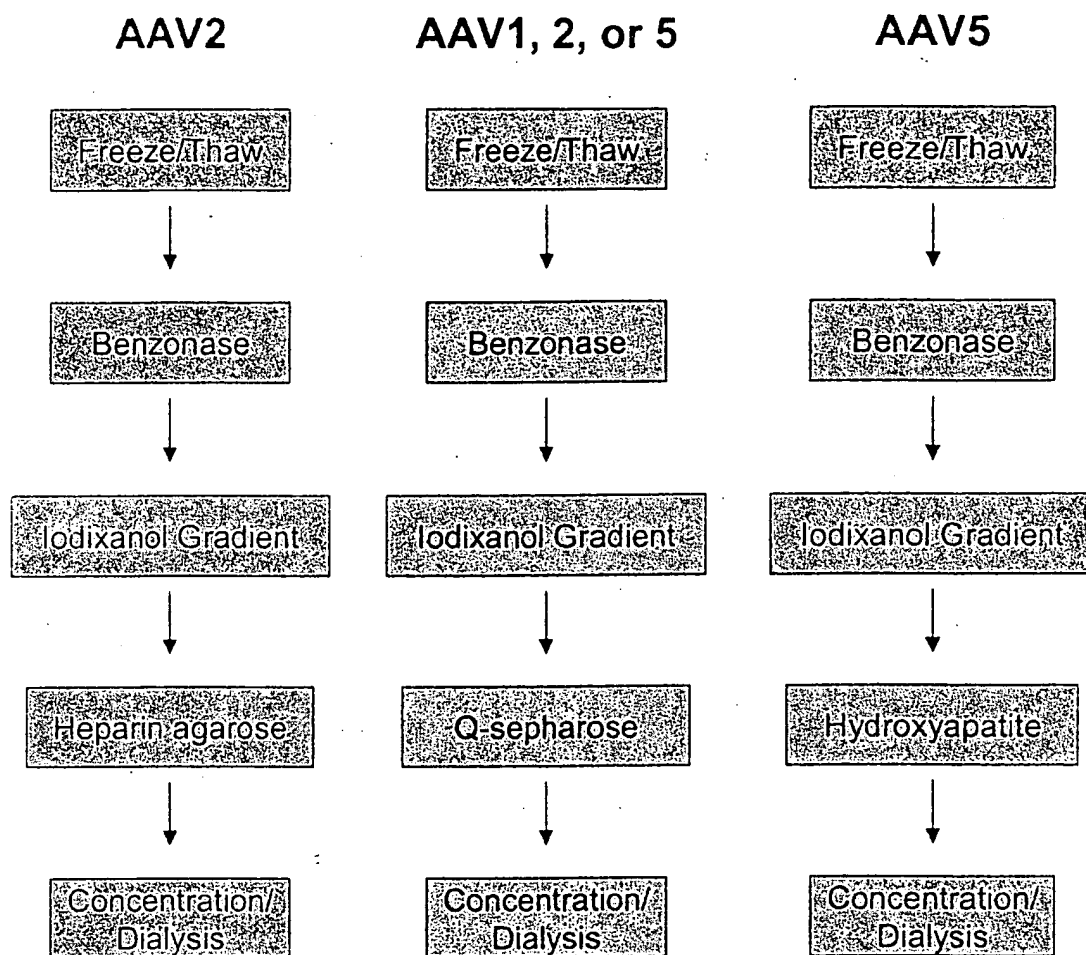 AAV2
Freeze/Thaw
Benzonase
Iodixanol Gradient
Heparin agarose
Concentration/
Dialysis
AAV1, 2, or 5
Freeze/Thaw
Benzonase
Iodixanol Gradient
Q-sepharose
Concentration/
Dialysis
AAV5
Freeze/Thaw
Benzonase
Iodixanol Gradient
Hydroxyapatite
Concentration/
Dialysis